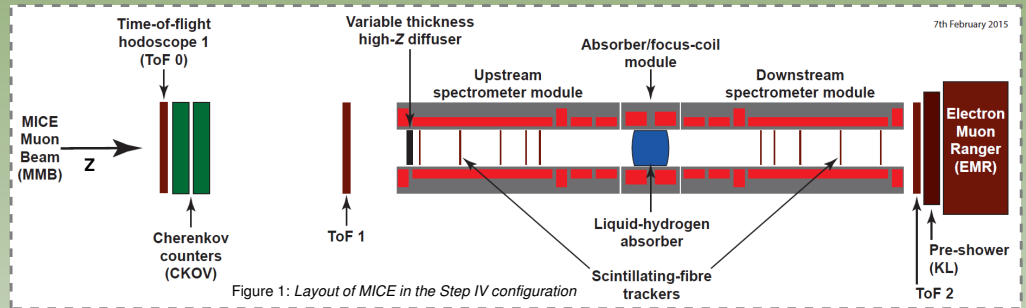 Time-of-flight
hodoscope 1
(ToF 0)
Variable thickness
high-Z diffuser
7th February 2015
Absorber/focus-coil
module
Upstream
spectrometer module
Downstream
spectrometer module
MICE
Muon
Beam
(MMB)
Z
Electron
Muon
Ranger
(EMR)
Cherenkov
counters
(CKOV)
ToF 1
Liquid-hydrogen
absorber
Scintillating-fibre
trackers
Pre-shower
(KL)
ToF 2
Figure 1: Layout of MICE in the Step IV configuration